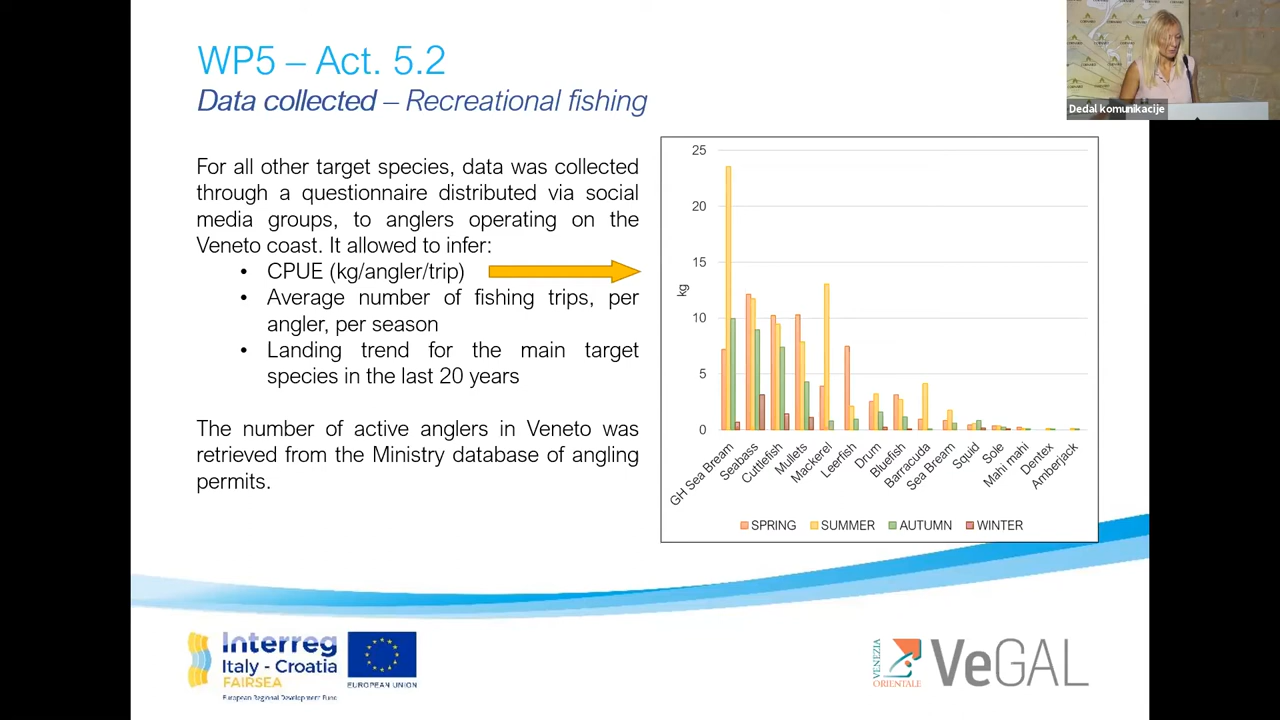 WP5 – Act. 5.2
Data collected – Recreational fishing
Dedal komunikacije
For all other target species, data was collected
through a questionnaire distributed via social
media groups, to anglers operating on the
Veneto coast. It allowed to infer:
• CPUE (kg/angler/trip)
• Average number of fishing trips, per
angler, per season
• Landing trend for the main target
species in the last 20 years
The number of active anglers in Veneto was
retrieved from the Ministry database of angling
permits.
25
20
15
10
5
0
kg
GH Sea Bream
Seabass
Cuttlefish
Mullets
Mackerel
Leerfish
Drum
Bluefish
Barracuda
Sea Bream
Squid
Sole
Mahi mahi
Dentex
Amberjack
SPRING SUMMER AUTUMN WINTER
Interreg
Italy - Croatia
FAIRSEA
European Regional Development Fund
EUROPEAN UNION
VENEZIA
ORIENTALE
VeGAL